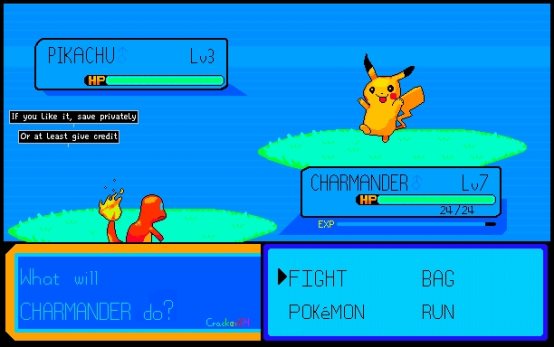 PIKACHU♂ Lv3
HP
If you like it, save privately
Or at least give credit
CHARMANDER♂ Lv7
HP
24/24
EXP
What will
CHARMANDER do?
FIGHT BAG
POKéMON RUN